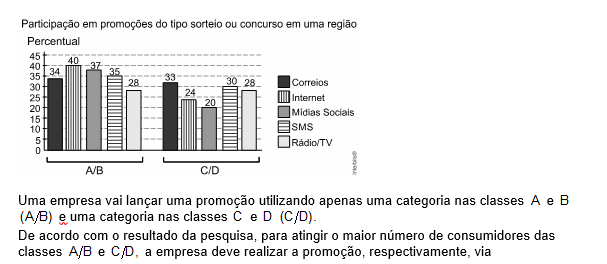 Participação em promoções do tipo sorteio ou concurso em uma região
Percentual
45
40
35
30
25
20
15
10
5
0
34
40
37
35
28
33
24
20
30
28
A/B
C/D
Correios
Internet
Mídias Sociais
SMS
Rádio/TV
Interbits®
Uma empresa vai lançar uma promoção utilizando apenas uma categoria nas classes A e B
(A/B) e uma categoria nas classes C e D (C/D).
De acordo com o resultado da pesquisa, para atingir o maior número de consumidores das
classes A/B e C/D, a empresa deve realizar a promoção, respectivamente, via